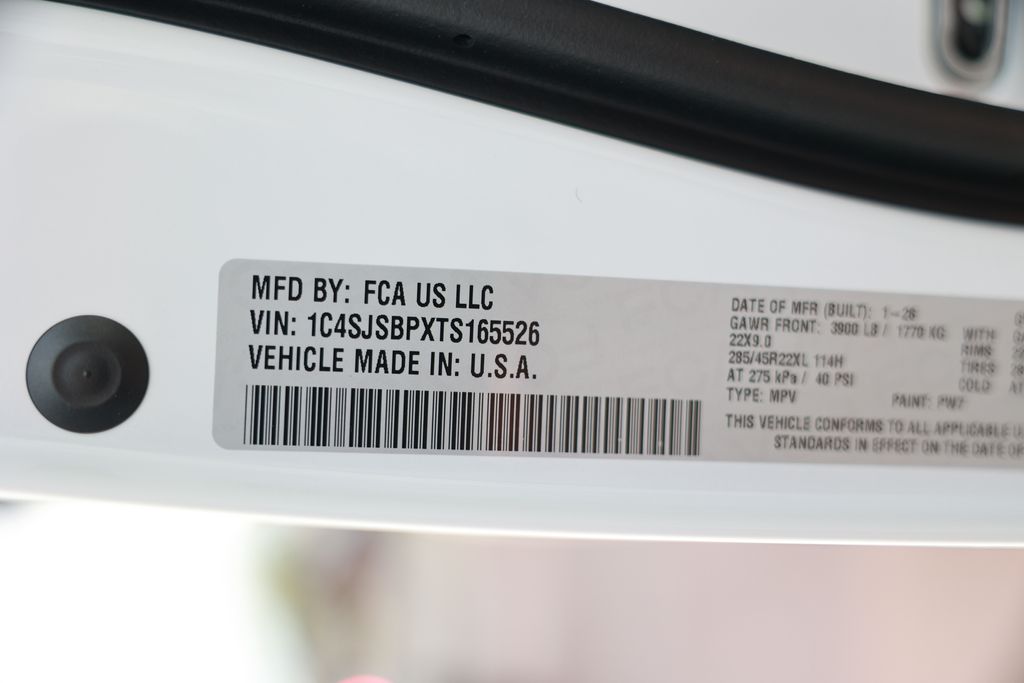 MFD BY: FCA US LLC
VIN: 1C4SJSBPXTS165526
VEHICLE MADE IN: U.S.A.
DATE OF MFR (BUILT): 1-26
GAWR FRONT: 3900 LB / 1770 KG WITH:
22X9.0 RIMS:
285/45R22XL 114H TIRES:
AT 275 kPa / 40 PSI COLD:
TYPE: MPV PAINT: PW7
THIS VEHICLE CONFORMS TO ALL APPLICABLE
STANDARDS IN EFFECT ON THE DATE OF